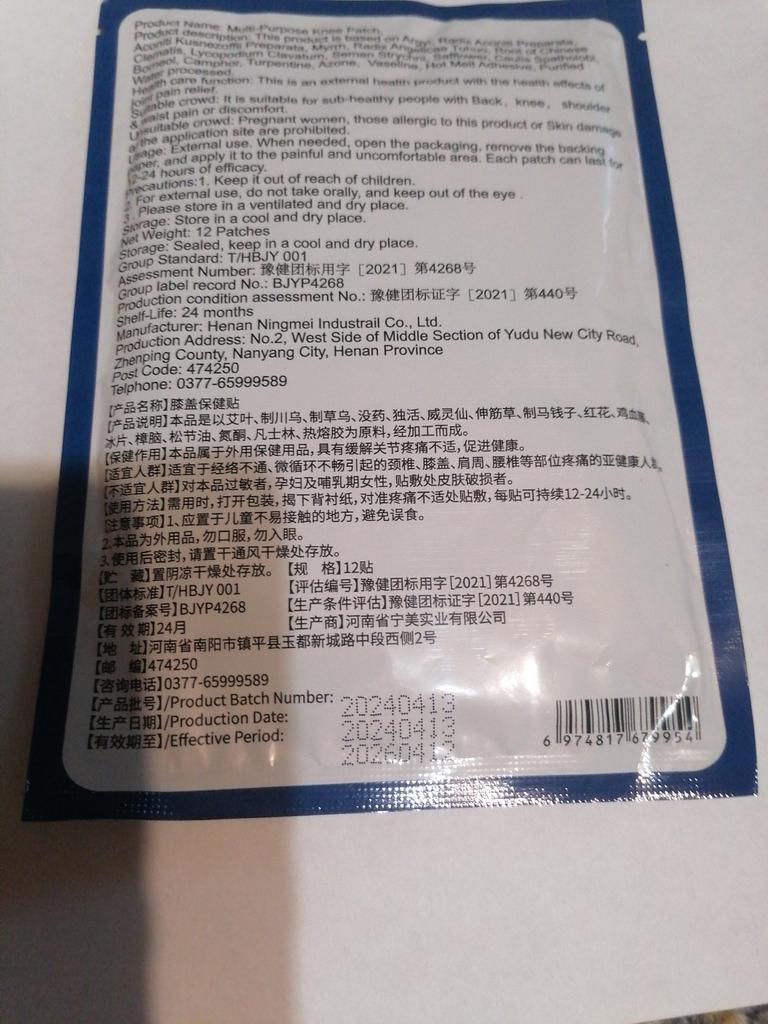 Product Name: Multi-Purpose Knee Patch
Product description: This product is based on Argyi, Radix Aconiti Preparata,
Aconiti Kusnezoffii Preparata, Myrrh, Radix Angelicae Tuhuo, Root of Chinese
Clematis, Lycopodium Clavatum, Semen Strychni, Safflower, Caulis Spatholobi,
Borneol, Camphor, Turpentine, Azone, Vaseline, Hot Melt Adhesive, Purified
Water processed.
Health care function: This is an external health product with the health effects of
joint pain relief.
Suitable crowd: It is suitable for sub-healthy people with Back, knee, shoulder
& waist pain or discomfort.
Unsuitable crowd: Pregnant women, those allergic to this product or Skin damage
at the application site are prohibited.
Usage: External use. When needed, open the packaging, remove the backing
paper, and apply it to the painful and uncomfortable area. Each patch can last for
12-24 hours of efficacy.
Precautions:1. Keep it out of reach of children.
2. For external use, do not take orally, and keep out of the eye .
3. Please store in a ventilated and dry place.
Storage: Store in a cool and dry place.
Net Weight: 12 Patches
Storage: Sealed, keep in a cool and dry place.
Group Standard: T/HBJY 001
Assessment Number: 豫健团标用字［2021］第4268号
Group label record No.: BJYP4268
Production condition assessment No.: 豫健团标证字［2021］第440号
Shelf-Life: 24 months
Manufacturer: Henan Ningmei Industrail Co., Ltd.
Production Address: No.2, West Side of Middle Section of Yudu New City Road,
Zhenping County, Nanyang City, Henan Province
Post Code: 474250
Telphone: 0377-65999589
【产品名称】膝盖保健贴
【产品说明】本品是以艾叶、制川乌、制草乌、没药、独活、威灵仙、伸筋草、制马钱子、红花、鸡血藤、
冰片、樟脑、松节油、氮酮、凡士林、热熔胶为原料，经加工而成。
【保健作用】本品属于外用保健用品，具有缓解关节疼痛不适，促进健康。
【适宜人群】适宜于经络不通、微循环不畅引起的颈椎、膝盖、肩周、腰椎等部位疼痛的亚健康人群。
【不适宜人群】对本品过敏者，孕妇及哺乳期女性，贴敷处皮肤破损者。
【使用方法】需用时，打开包装，揭下背衬纸，对准疼痛不适处贴敷，每贴可持续12-24小时。
【注意事项】1、应置于儿童不易接触的地方，避免误食。
2.本品为外用品，勿口服，勿入眼。
3.使用后密封，请置干通风干燥处存放。
【贮 藏】置阴凉干燥处存放。 【规 格】12贴
【团体标准】T/HBJY 001 【评估编号】豫健团标用字[2021]第4268号
【团标备案号】BJYP4268 【生产条件评估】豫健团标证字[2021]第440号
【有 效 期】24月 【生产商】河南省宁美实业有限公司
【地 址】河南省南阳市镇平县玉都新城路中段西侧2号
【邮 编】474250
【咨询电话】0377-65999589
【产品批号】/Product Batch Number: 20240413
【生产日期】/Production Date: 20240413
【有效期至】/Effective Period: 20260412
6 974817 679954